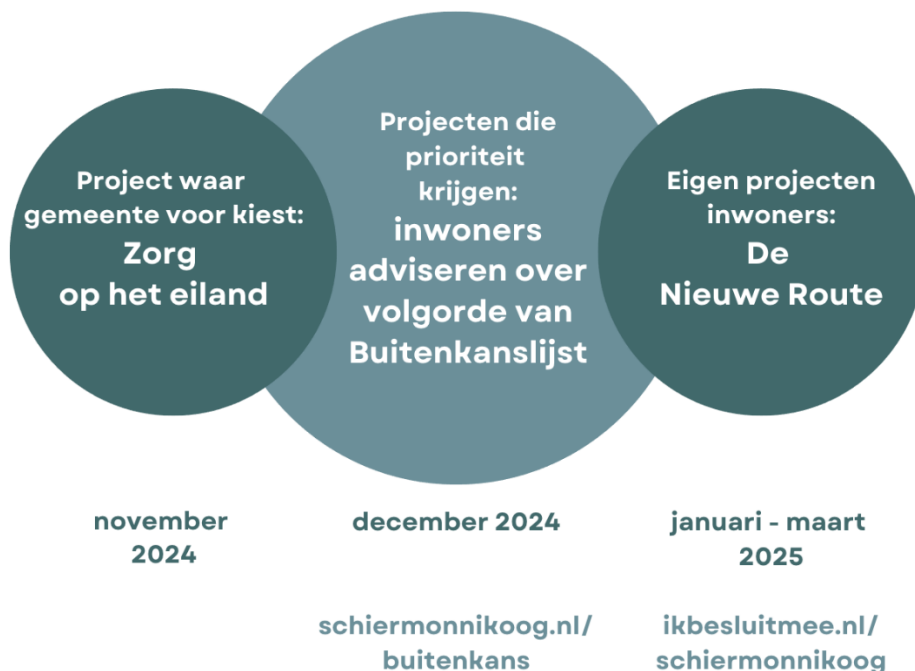 Project waar
gemeente voor kiest:
Zorg
op het eiland
Projecten die
prioriteit
krijgen:
inwoners
adviseren over
volgorde van
Buitenkanslijst
Eigen projecten
inwoners:
De
Nieuwe Route
november
2024
december 2024
januari - maart
2025
schiermonnikoog.nl/
buitenkans
ikbesluitmee.nl/
schiermonnikoog